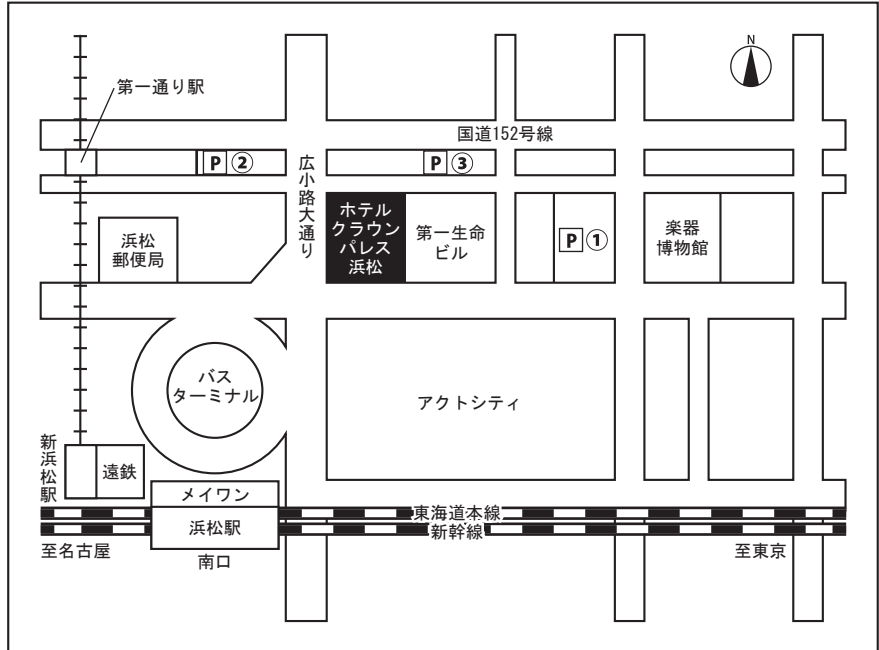 N
第一通り駅
国道152号線
P②
P③
広小路大通り
ホテル
クラウン
パレス
浜松
第一生命
ビル
P①
楽器
博物館
浜松
郵便局
バス
ターミナル
アクトシティ
新浜松駅
遠鉄
メイワン
東海道本線
浜松駅
新幹線
至名古屋
南口
至東京